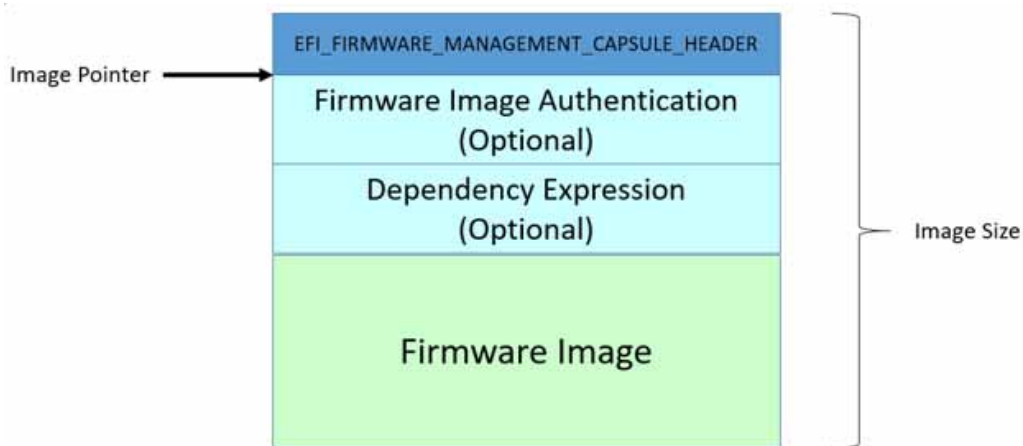 EFI_FIRMWARE_MANAGEMENT_CAPSULE_HEADER
Image Pointer
Firmware Image Authentication
(Optional)
Dependency Expression
(Optional)
Image Size
Firmware Image